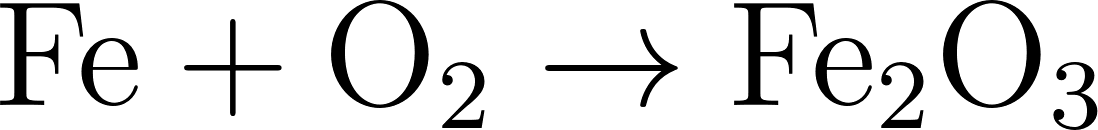 Fe + O₂ → Fe₂O₃